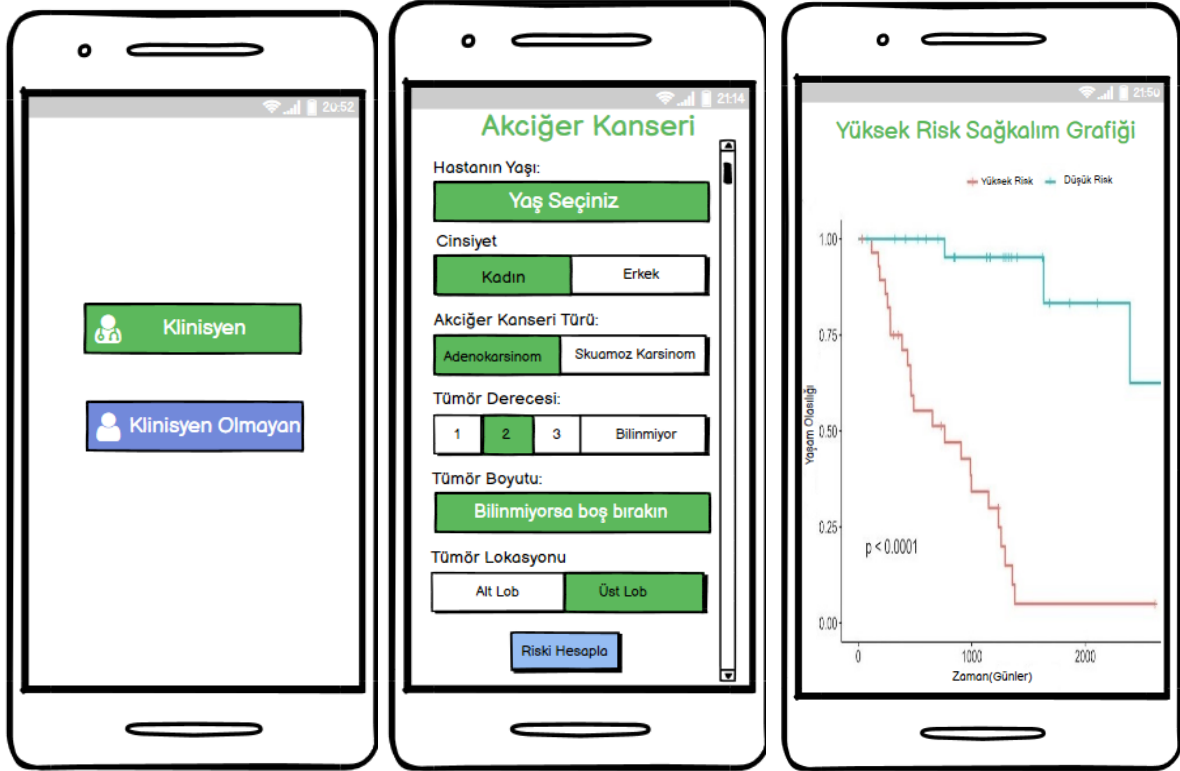 20:52
Klinisyen
Klinisyen Olmayan
21:14
Akciğer Kanseri
Hastanın Yaşı:
Yaş Seçiniz
Cinsiyet
Kadın Erkek
Akciğer Kanseri Türü:
Adenokarsinom Skuamoz Karsinom
Tümör Derecesi:
1 2 3 Bilinmiyor
Tümör Boyutu:
Bilinmiyorsa boş bırakın
Tümör Lokasyonu
Alt Lob Üst Lob
Riski Hesapla
21:50
Yüksek Risk Sağkalım Grafiği
Yüksek Risk Düşük Risk
Yaşam Olasılığı
1.00
0.75
0.50
0.25
0.00
p < 0.0001
0 1000 2000
Zaman(Günler)